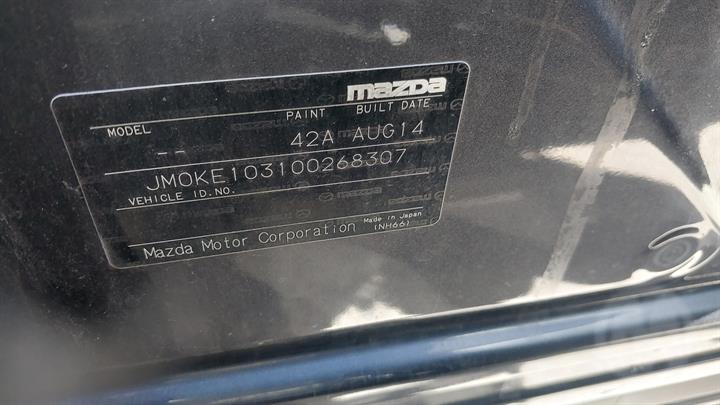 mazda
MODEL PAINT BUILT DATE
-- 42A AUG14
JM0KE103100268307
VEHICLE ID.NO.
Mazda Motor Corporation Made in Japan
(NH66)